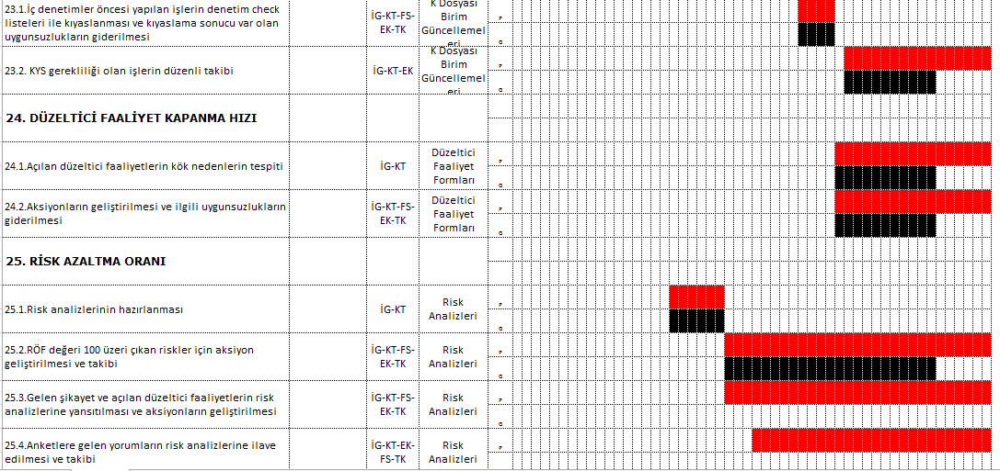 23.1.İç denetimler öncesi yapılan işlerin denetim check
listeleri ile kıyaslanması ve kıyaslama sonucu var olan
uygunsuzlukların giderilmesi
İG-KT-FS-
EK-TK
K Dosyası
Birim
Güncellemel
eri
P
G
23.2. KYS gerekliliği olan işlerin düzenli takibi
İG-KT-EK
K Dosyası
Birim
Güncellemel
eri
P
G
24. DÜZELTİCİ FAALİYET KAPANMA HIZI
24.1.Açılan düzeltici faaliyetlerin kök nedenlerin tespiti
İG-KT
Düzeltici
Faaliyet
Formları
P
G
24.2.Aksiyonların geliştirilmesi ve ilgili uygunsuzlukların
giderilmesi
İG-KT-FS-
EK-TK
Düzeltici
Faaliyet
Formları
P
G
25. RİSK AZALTMA ORANI
25.1.Risk analizlerinin hazırlanması
İG-KT
Risk
Analizleri
P
G
25.2.RÖF değeri 100 üzeri çıkan riskler için aksiyon
geliştirilmesi ve takibi
İG-KT-FS-
EK-TK
Risk
Analizleri
P
G
25.3.Gelen şikayet ve açılan düzeltici faaliyetlerin risk
analizlerine yansıtılması ve aksiyonların geliştirilmesi
İG-KT-FS-
EK-TK
Risk
Analizleri
P
G
25.4.Anketlere gelen yorumların risk analizlerine ilave
edilmesi ve takibi
İG-KT-EK-
FS-TK
Risk
Analizleri
P
G